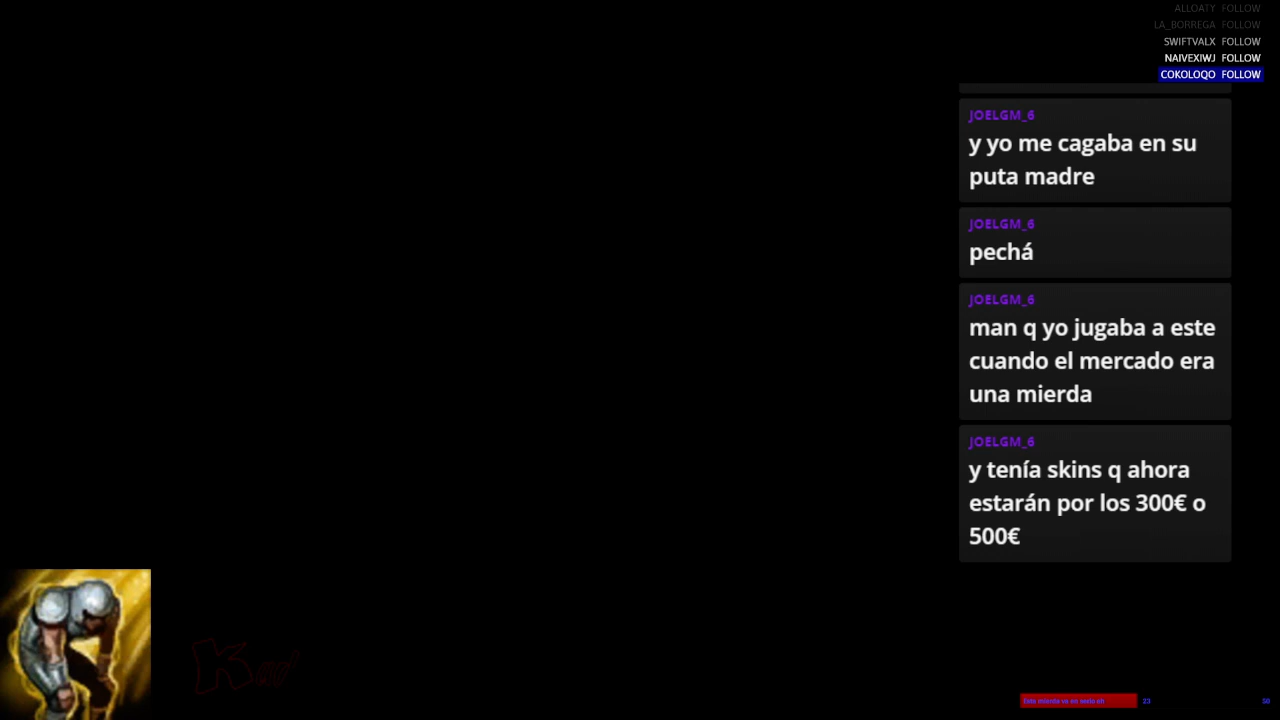 ALLOATY FOLLOW
LA_BORREGA FOLLOW
SWIFTVALX FOLLOW
NAIVEXIWJ FOLLOW
COKOLOQO FOLLOW
JOELGM_6
y yo me cagaba en su
puta madre
JOELGM_6
pechá
JOELGM_6
man q yo jugaba a este
cuando el mercado era
una mierda
JOELGM_6
y tenía skins q ahora
estarán por los 300€ o
500€
23
50